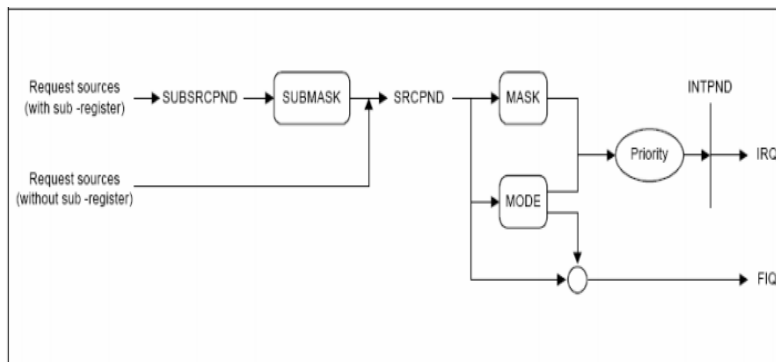 Request sources
(with sub -register)
SUBSRCPND
SUBMASK
SRCPND
MASK
INTPND
Priority
IRQ
Request sources
(without sub -register)
MODE
FIQ